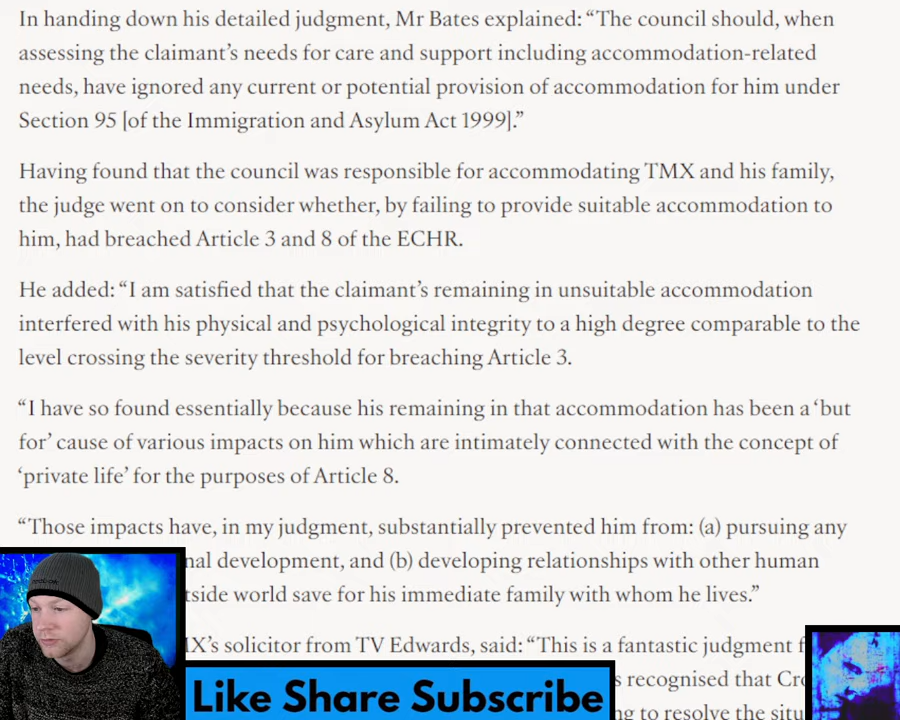 In handing down his detailed judgment, Mr Bates explained: “The council should, when
assessing the claimant’s needs for care and support including accommodation-related
needs, have ignored any current or potential provision of accommodation for him under
Section 95 [of the Immigration and Asylum Act 1999].”
Having found that the council was responsible for accommodating TMX and his family,
the judge went on to consider whether, by failing to provide suitable accommodation to
him, had breached Article 3 and 8 of the ECHR.
He added: “I am satisfied that the claimant’s remaining in unsuitable accommodation
interfered with his physical and psychological integrity to a high degree comparable to the
level crossing the severity threshold for breaching Article 3.
“I have so found essentially because his remaining in that accommodation has been a ‘but
for’ cause of various impacts on him which are intimately connected with the concept of
‘private life’ for the purposes of Article 8.
“Those impacts have, in my judgment, substantially prevented him from: (a) pursuing any
development, and (b) developing relationships with other human
world save for his immediate family with whom he lives.”
solicitor from TV Edwards, said: “This is a fantastic judgment
recognised that
to resolve the
Like Share Subscribe